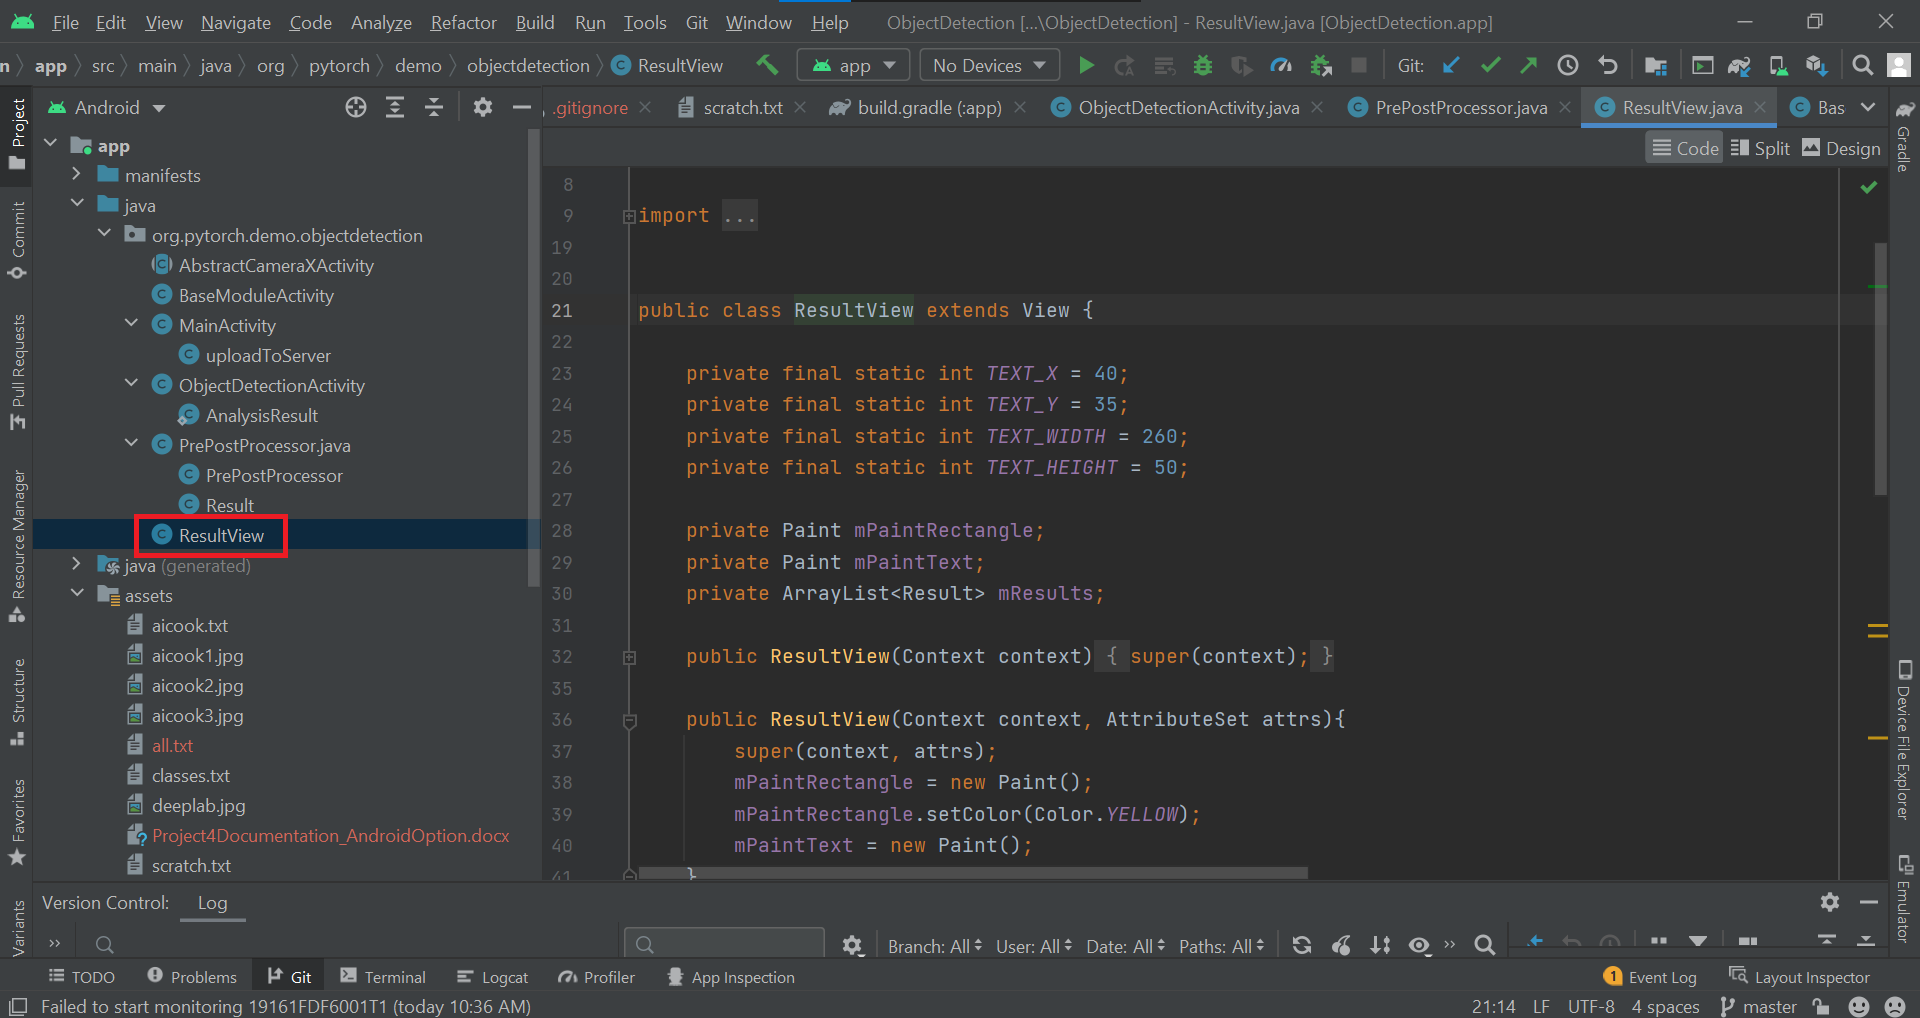 File Edit View Navigate Code Analyze Refactor Build Run Tools Git Window Help ObjectDetection [...\ObjectDetection] - ResultView.java [ObjectDetection.app]
n app src main java org pytorch demo objectdetection ResultView app No Devices Git:
Android
.gitignore scratch.txt build.gradle (:app) ObjectDetectionActivity.java PrePostProcessor.java ResultView.java Bas
Code Split Design
Project
Commit
Pull Requests
Resource Manager
Structure
Favorites
Variants
app
manifests
java
org.pytorch.demo.objectdetection
AbstractCameraXActivity
BaseModuleActivity
MainActivity
uploadToServer
ObjectDetectionActivity
AnalysisResult
PrePostProcessor.java
PrePostProcessor
Result
ResultView
java (generated)
assets
aicook.txt
aicook1.jpg
aicook2.jpg
aicook3.jpg
all.txt
classes.txt
deeplab.jpg
Project4Documentation_AndroidOption.docx
scratch.txt
8
9 import ...
19
20
21 public class ResultView extends View {
22
23 private final static int TEXT_X = 40;
24 private final static int TEXT_Y = 35;
25 private final static int TEXT_WIDTH = 260;
26 private final static int TEXT_HEIGHT = 50;
27
28 private Paint mPaintRectangle;
29 private Paint mPaintText;
30 private ArrayList<Result> mResults;
31
32 public ResultView(Context context) { super(context); }
35
36 public ResultView(Context context, AttributeSet attrs){
37 super(context, attrs);
38 mPaintRectangle = new Paint();
39 mPaintRectangle.setColor(Color.YELLOW);
40 mPaintText = new Paint();
41 }
Gradle
Device File Explorer
Emulator
Version Control: Log
Branch: All User: All Date: All Paths: All
TODO Problems Git Terminal Logcat Profiler App Inspection 1 Event Log Layout Inspector
Failed to start monitoring 19161FDF6001T1 (today 10:36 AM) 21:14 LF UTF-8 4 spaces master